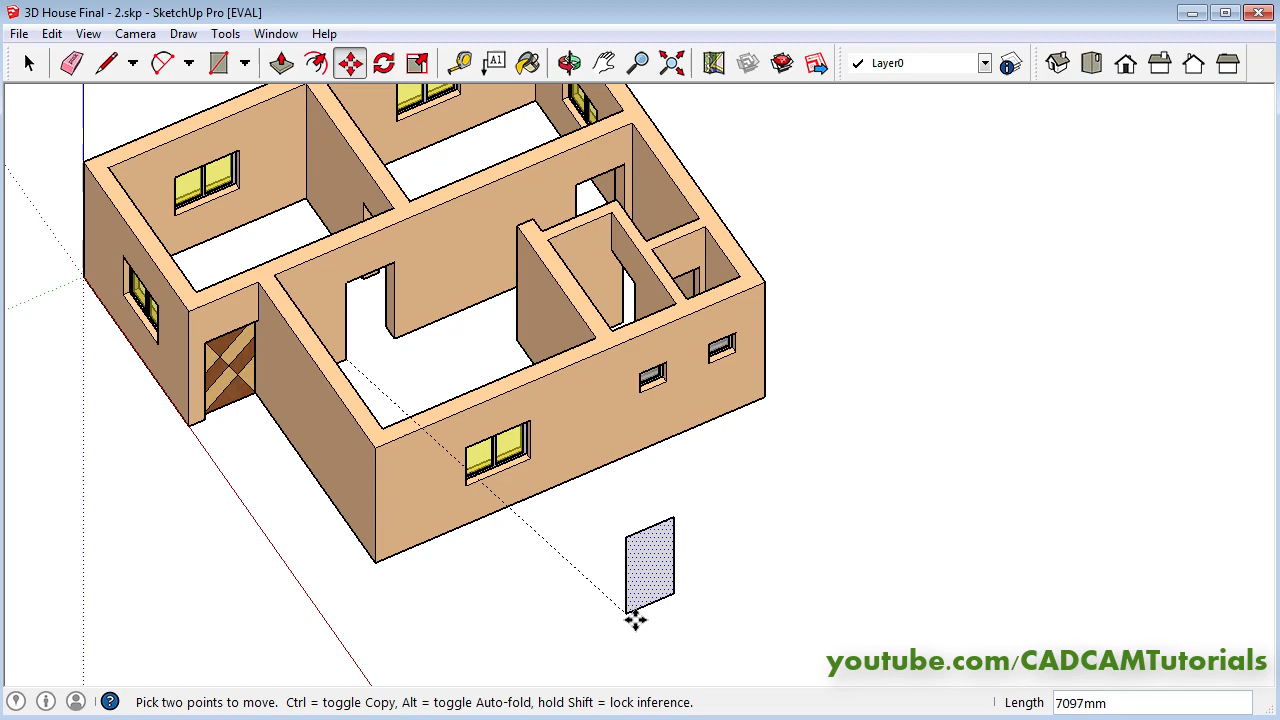 3D House Final - 2.skp - SketchUp Pro [EVAL]
File Edit View Camera Draw Tools Window Help
A1
Layer0
youtube.com/CADCAMTutorials
Pick two points to move. Ctrl = toggle Copy, Alt = toggle Auto-fold, hold Shift = lock inference.
Length 7097mm